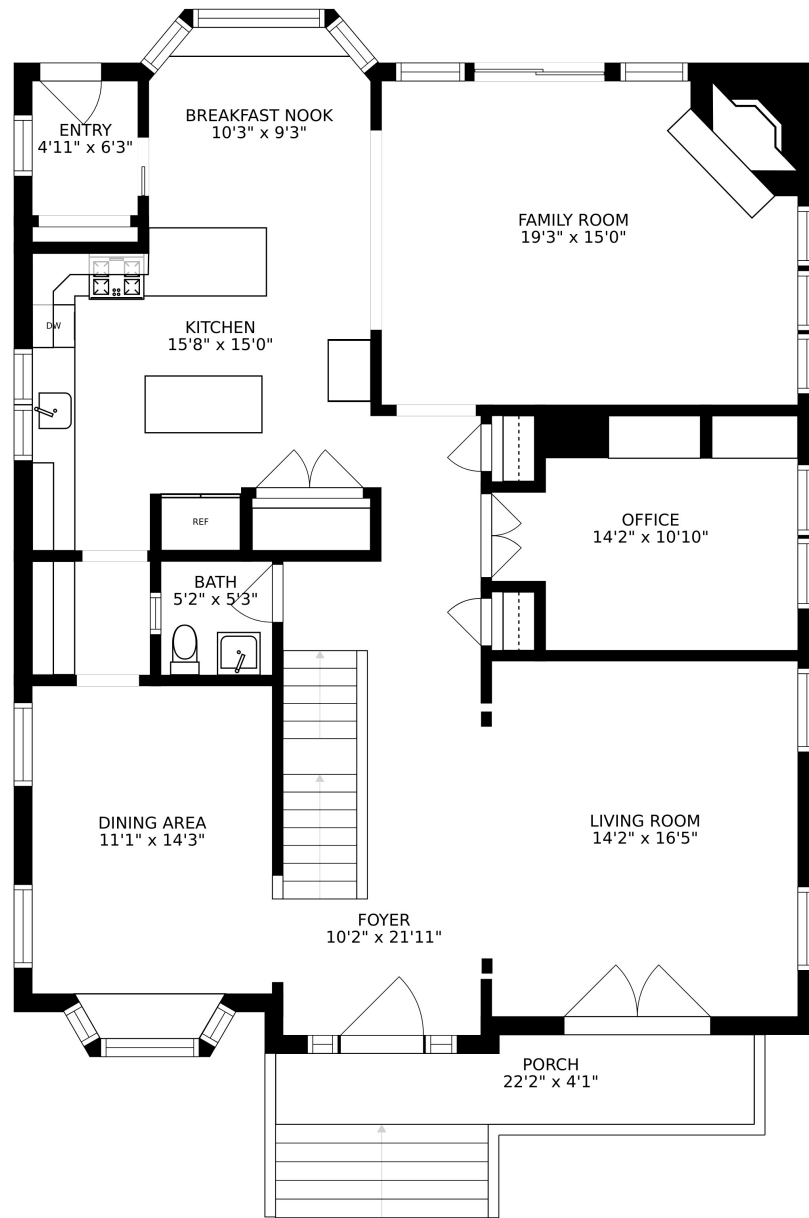 ENTRY
4'11" x 6'3"
BREAKFAST NOOK
10'3" x 9'3"
FAMILY ROOM
19'3" x 15'0"
DW
KITCHEN
15'8" x 15'0"
REF
OFFICE
14'2" x 10'10"
BATH
5'2" x 5'3"
DINING AREA
11'1" x 14'3"
LIVING ROOM
14'2" x 16'5"
FOYER
10'2" x 21'11"
PORCH
22'2" x 4'1"